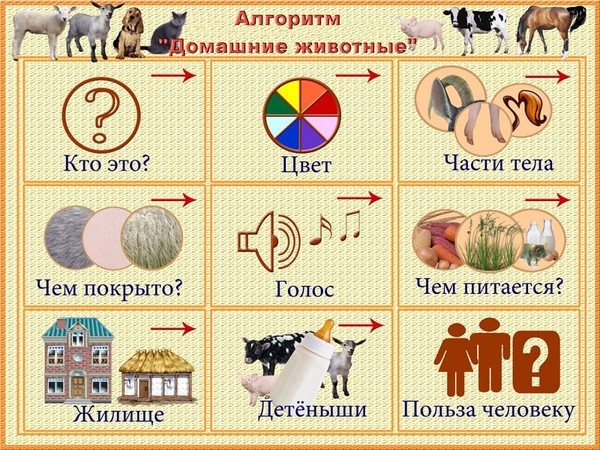 Алгоритм
"Домашние животные"
Кто это?
Цвет
Части тела
Чем покрыто?
Голос
Чем питается?
Жилище
Детёныши
Польза человеку